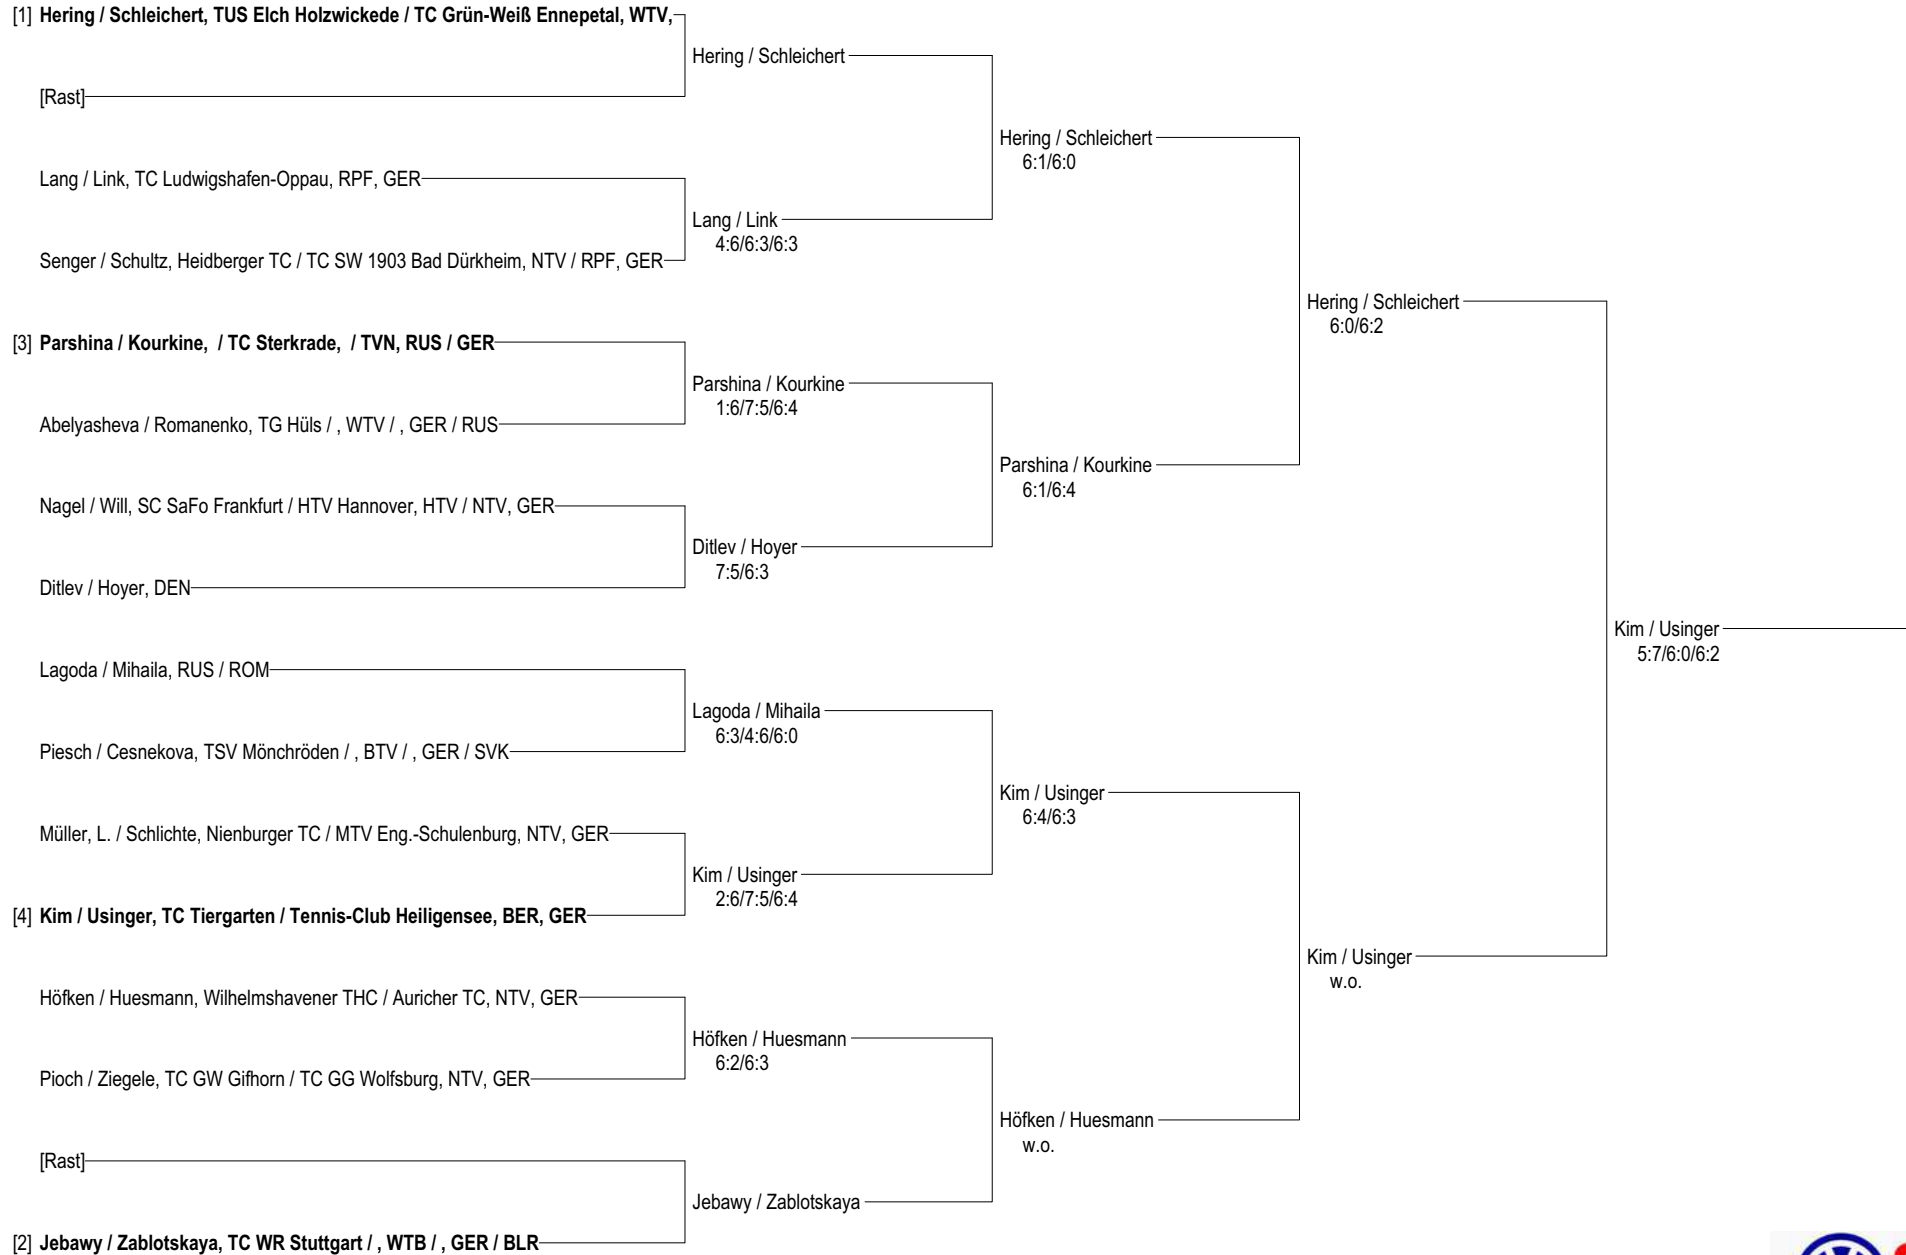 [1] Hering / Schleichert, TUS Elch Holzwickede / TC Grün-Weiß Ennepetal, WTV,
Hering / Schleichert
[Rast]
Hering / Schleichert
6:1/6:0
Lang / Link, TC Ludwigshafen-Oppau, RPF, GER
Lang / Link
4:6/6:3/6:3
Senger / Schultz, Heidberger TC / TC SW 1903 Bad Dürkheim, NTV / RPF, GER
Hering / Schleichert
6:0/6:2
[3] Parshina / Kourkine, / TC Sterkrade, / TVN, RUS / GER
Parshina / Kourkine
1:6/7:5/6:4
Abelyasheva / Romanenko, TG Hüls / , WTV / , GER / RUS
Parshina / Kourkine
6:1/6:4
Nagel / Will, SC SaFo Frankfurt / HTV Hannover, HTV / NTV, GER
Ditlev / Hoyer
7:5/6:3
Ditlev / Hoyer, DEN
Kim / Usinger
5:7/6:0/6:2
Lagoda / Mihaila, RUS / ROM
Lagoda / Mihaila
6:3/4:6/6:0
Piesch / Cesnekova, TSV Mönchröden / , BTV / , GER / SVK
Kim / Usinger
6:4/6:3
Müller, L. / Schlichte, Nienburger TC / MTV Eng.-Schulenburg, NTV, GER
Kim / Usinger
2:6/7:5/6:4
[4] Kim / Usinger, TC Tiergarten / Tennis-Club Heiligensee, BER, GER
Kim / Usinger
w.o.
Höfken / Huesmann, Wilhelmshavener THC / Auricher TC, NTV, GER
Höfken / Huesmann
6:2/6:3
Pioch / Ziegele, TC GW Gifhorn / TC GG Wolfsburg, NTV, GER
Höfken / Huesmann
w.o.
[Rast]
Jebawy / Zablotskaya
[2] Jebawy / Zablotskaya, TC WR Stuttgart / , WTB / , GER / BLR